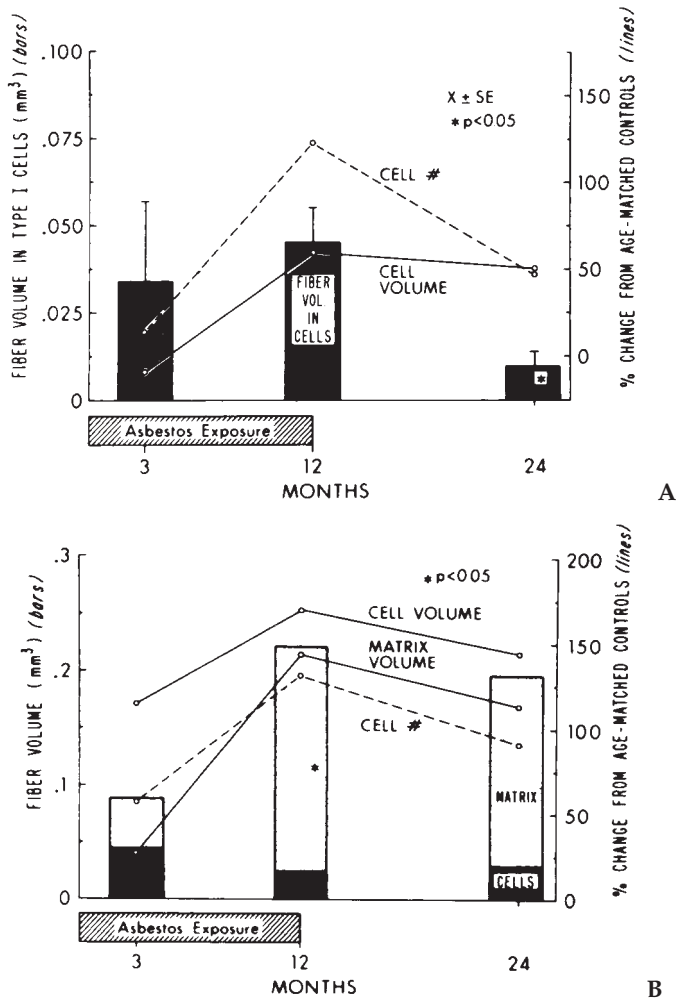 FIBER VOLUME IN TYPE I CELLS (mm³) (bars)
.100
.075
.050
.025
0
X ± SE
* p<005
CELL #
CELL
VOLUME
FIBER
VOL.
IN
CELLS
*
150
100
50
0
% CHANGE FROM AGE-MATCHED CONTROLS (lines)
Asbestos Exposure
3 12 24
MONTHS
A
FIBER VOLUME (mm³) (bars)
.3
.2
.1
0
* p<005
CELL VOLUME
MATRIX
VOLUME
CELL #
*
MATRIX
CELLS
200
150
100
50
0
% CHANGE FROM AGE-MATCHED CONTROLS (lines)
Asbestos Exposure
3 12 24
MONTHS
B